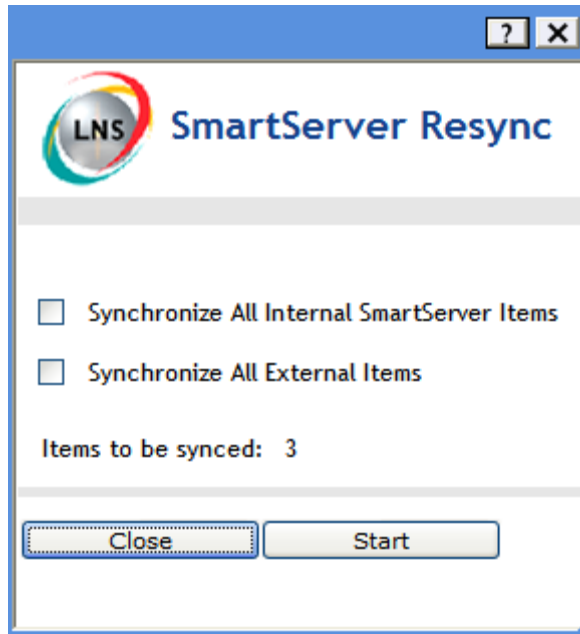 ?
LNS
SmartServer Resync
Synchronize All Internal SmartServer Items
Synchronize All External Items
Items to be synced: 3
Close
Start